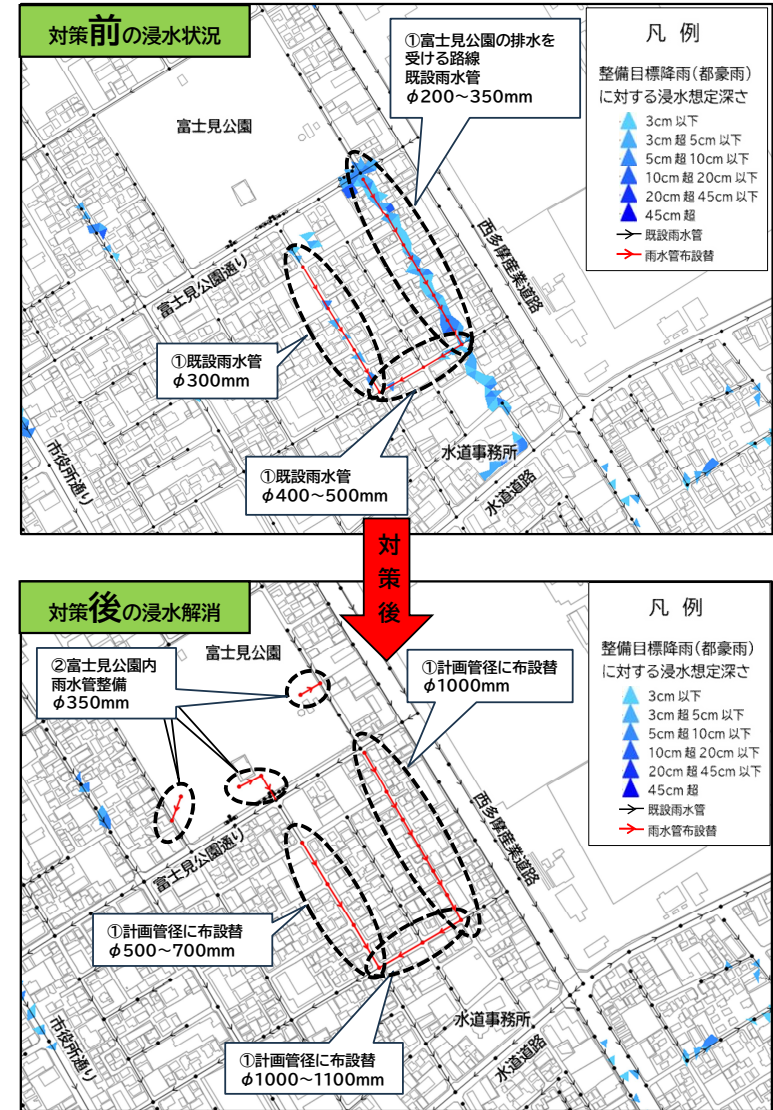 対策前の浸水状況
①富士見公園の排水を
受ける路線
既設雨水管
φ200～350mm
凡 例
整備目標降雨(都豪雨)
に対する浸水想定深さ
3cm 以下
3cm 超 5cm 以下
5cm 超 10cm 以下
10cm 超 20cm 以下
20cm 超 45cm 以下
45cm 超
既設雨水管
雨水管布設替
富士見公園
西多摩産業道路
富士見公園通り
①既設雨水管
φ300mm
市役所通り
①既設雨水管
φ400～500mm
水道事務所
水道道路
対策後
対策後の浸水解消
②富士見公園内
雨水管整備
φ350mm
富士見公園
①計画管径に布設替
φ1000mm
凡 例
整備目標降雨(都豪雨)
に対する浸水想定深さ
3cm 以下
3cm 超 5cm 以下
5cm 超 10cm 以下
10cm 超 20cm 以下
20cm 超 45cm 以下
45cm 超
既設雨水管
雨水管布設替
西多摩産業道路
富士見公園通り
①計画管径に布設替
φ500～700mm
市役所通り
①計画管径に布設替
φ1000～1100mm
水道事務所
水道道路